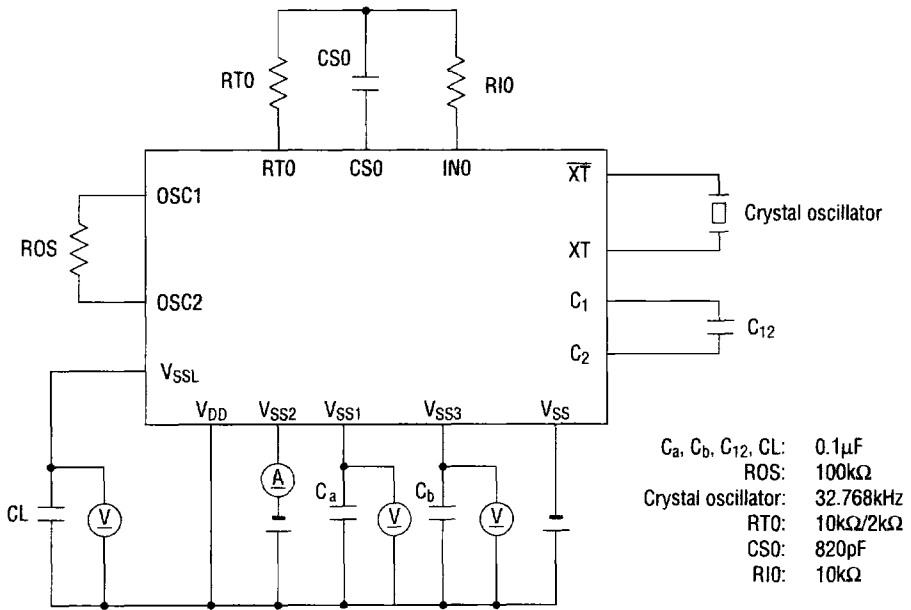 CS0
RT0
RI0
RT0
CS0
IN0
OSC1
XT
Crystal oscillator
ROS
XT
OSC2
C1
C12
C2
VSSL
VDD
VSS2
VSS1
VSS3
VSS
CL
V
A
Ca
V
Cb
V
Ca, Cb, C12, CL: 0.1μF
ROS: 100kΩ
Crystal oscillator: 32.768kHz
RT0: 10kΩ/2kΩ
CS0: 820pF
RI0: 10kΩ